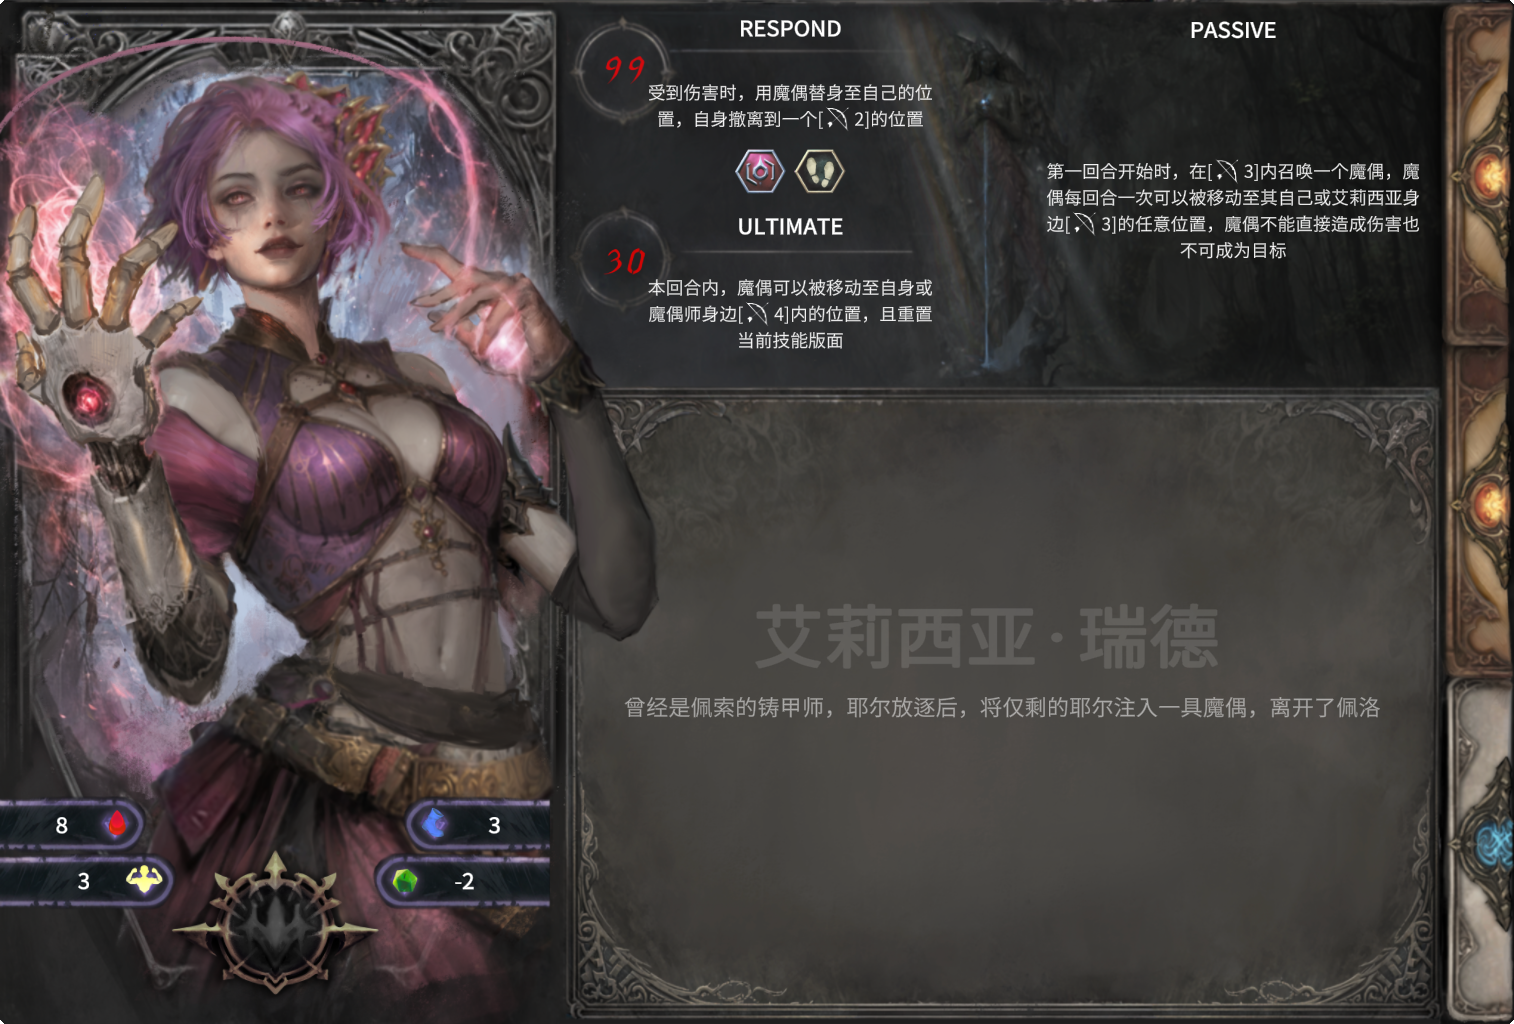 RESPOND
99
受到伤害时，用魔偶替身至自己的位
置，自身撤离到一个[ 2]的位置
ULTIMATE
30
本回合内，魔偶可以被移动至自身或
魔偶师身边[ 4]内的位置，且重置
当前技能版面
PASSIVE
第一回合开始时，在[ 3]内召唤一个魔偶，魔
偶每回合一次可以被移动至其自己或艾莉西亚身
边[ 3]的任意位置，魔偶不能直接造成伤害也
不可成为目标
艾莉西亚·瑞德
曾经是佩索的铸甲师，耶尔放逐后，将仅剩的耶尔注入一具魔偶，离开了佩洛
8
3
3
-2